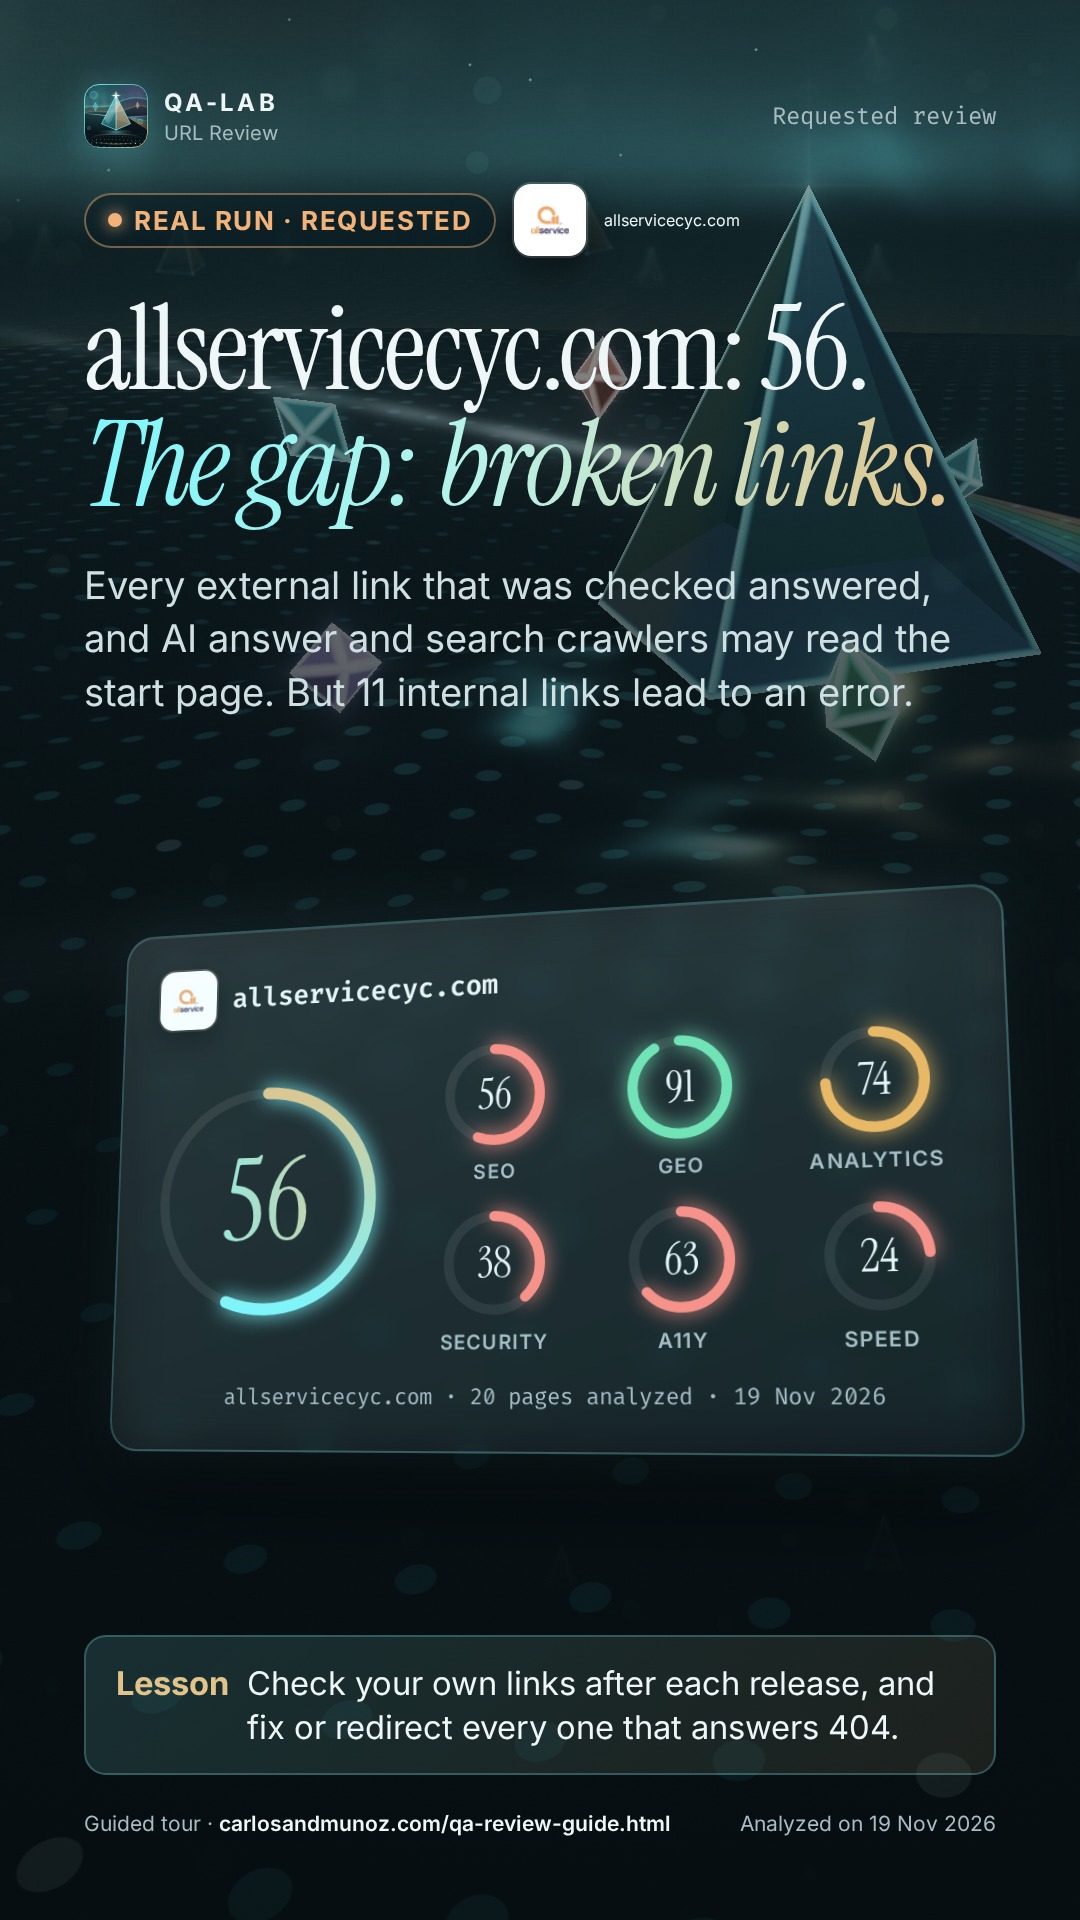 QA-LAB
URL Review
Requested review
REAL RUN · REQUESTED
allservice
allservicecyc.com
allservicecyc.com: 56.
The gap: broken links.
Every external link that was checked answered,
and AI answer and search crawlers may read the
start page. But 11 internal links lead to an error.
allservice
allservicecyc.com
56
56
SEO
91
GEO
74
ANALYTICS
38
SECURITY
63
A11Y
24
SPEED
allservicecyc.com · 20 pages analyzed · 19 Nov 2026
Lesson Check your own links after each release, and
fix or redirect every one that answers 404.
Guided tour · carlosandmunoz.com/qa-review-guide.html
Analyzed on 19 Nov 2026